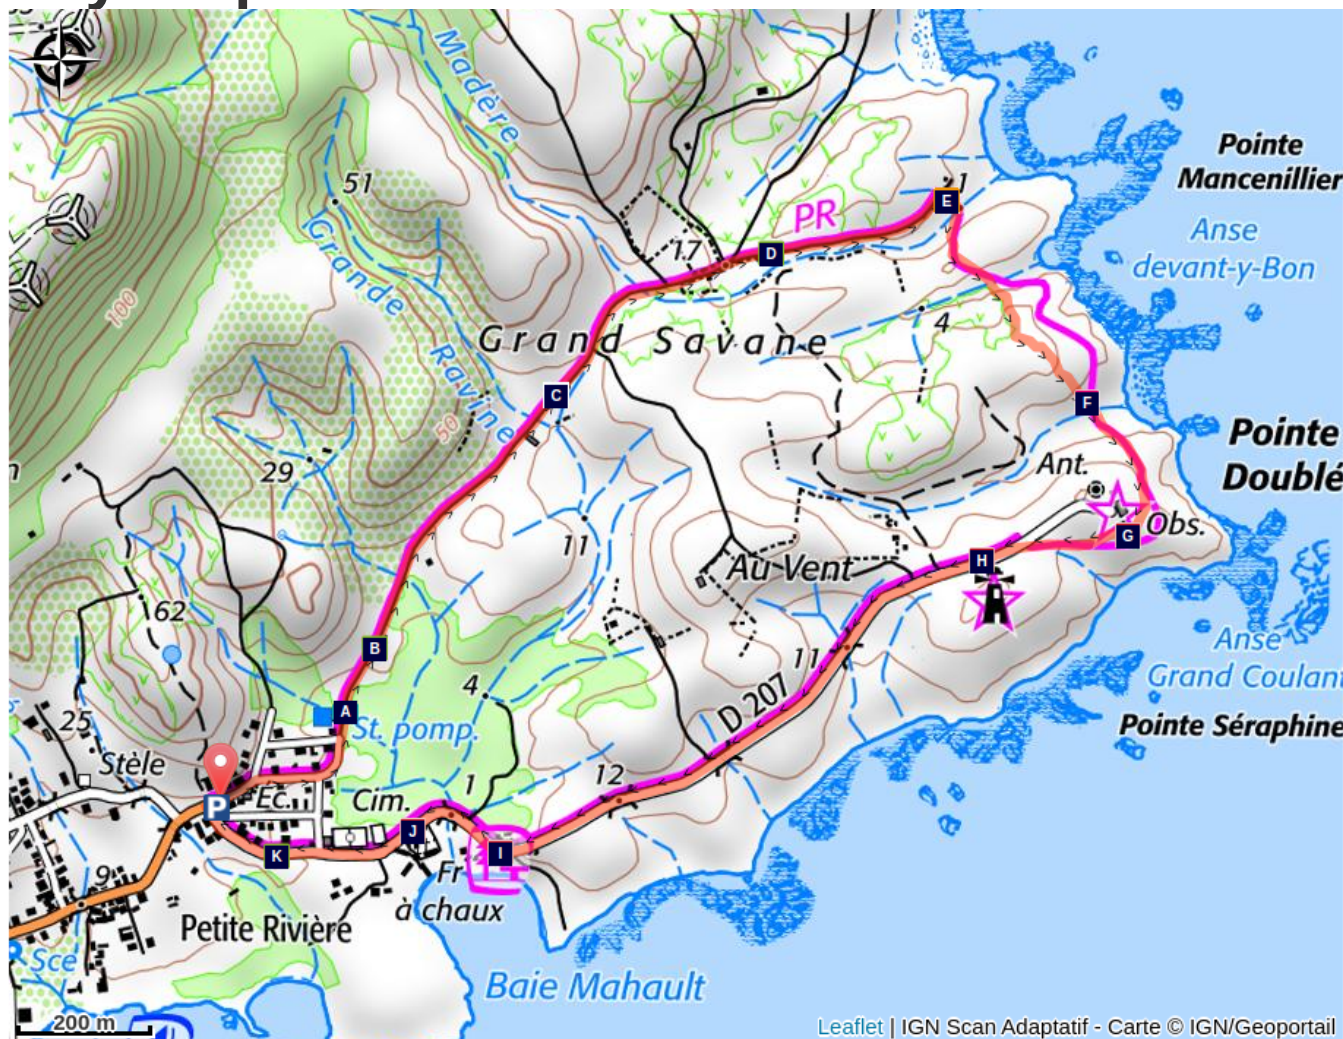 Madère
Pointe
Mancenillier
Anse
devant-y-Bon
1
E
PR
51
Grande
Ravine
17
D
100
4
Grand Savane
C
F
50
Pointe
Doublé
Ant.
29
Obs.
G
11
H
Au Vent
62
B
11
Anse
Grand Coulant
4
A
D 207
25
St. pomp.
Pointe Séraphine
Stèle
12
1
P
Ec.
Cim.
J
K
I
9
Fr
à chaux
Petite Rivière
Sce
Baie Mahault
200 m
Leaflet | IGN Scan Adaptatif - Carte © IGN/Geoportail